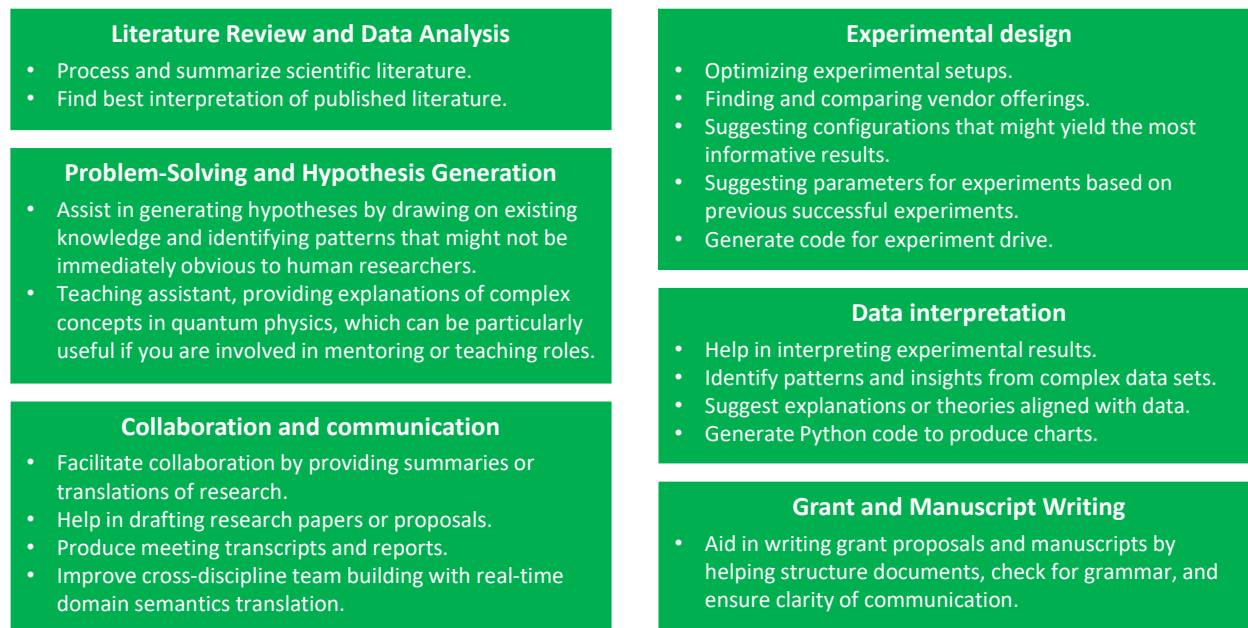 Literature Review and Data Analysis
• Process and summarize scientific literature.
• Find best interpretation of published literature.
Problem-Solving and Hypothesis Generation
• Assist in generating hypotheses by drawing on existing
knowledge and identifying patterns that might not be
immediately obvious to human researchers.
• Teaching assistant, providing explanations of complex
concepts in quantum physics, which can be particularly
useful if you are involved in mentoring or teaching roles.
Collaboration and communication
• Facilitate collaboration by providing summaries or
translations of research.
• Help in drafting research papers or proposals.
• Produce meeting transcripts and reports.
• Improve cross-discipline team building with real-time
domain semantics translation.
Experimental design
• Optimizing experimental setups.
• Finding and comparing vendor offerings.
• Suggesting configurations that might yield the most
informative results.
• Suggesting parameters for experiments based on
previous successful experiments.
• Generate code for experiment drive.
Data interpretation
• Help in interpreting experimental results.
• Identify patterns and insights from complex data sets.
• Suggest explanations or theories aligned with data.
• Generate Python code to produce charts.
Grant and Manuscript Writing
• Aid in writing grant proposals and manuscripts by
helping structure documents, check for grammar, and
ensure clarity of communication.